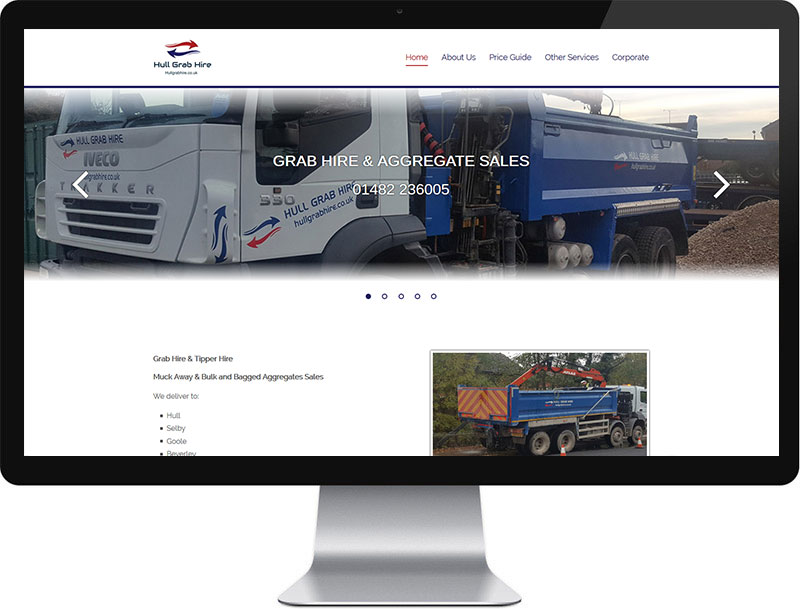 Hull Grab Hire
Hullgrabhire.co.uk
Home About Us Price Guide Other Services Corporate
HULL GRAB HIRE
IVECO
hullgrabhire.co.uk
TRAKKER
HULL GRAB HIRE
hullgrabhire.co.uk
HULL GRAB HIRE
hullgrabhire.co.uk
GRAB HIRE & AGGREGATE SALES
01482 236005
Grab Hire & Tipper Hire
Muck Away & Bulk and Bagged Aggregates Sales
We deliver to:
Hull
Selby
Goole
Beverley
HULL GRAB HIRE